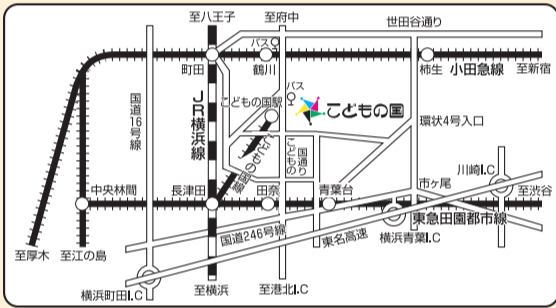 至八王子
至府中
世田谷通り
バス
町田
鶴川
柿生
小田急線
至新宿
国道16号線
JR横浜線
バス
こどもの国駅
こどもの国
こどもの国線
こどもの国通り
環状4号入口
川崎I.C
中央林間
長津田
田奈
青葉台
市ヶ尾
至渋谷
東急田園都市線
国道246号線
東名高速
横浜青葉I.C
至厚木
至江の島
横浜町田I.C
至横浜
至港北I.C